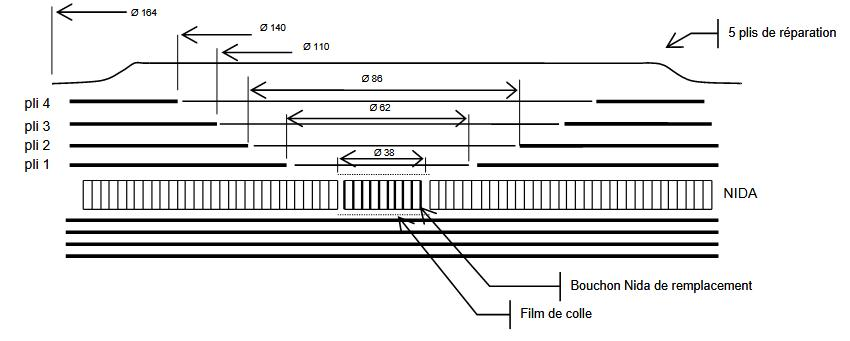 Ø 164
Ø 140
Ø 110
5 plis de réparation
Ø 86
pli 4
Ø 62
pli 3
pli 2
Ø 38
pli 1
NIDA
Bouchon Nida de remplacement
Film de colle